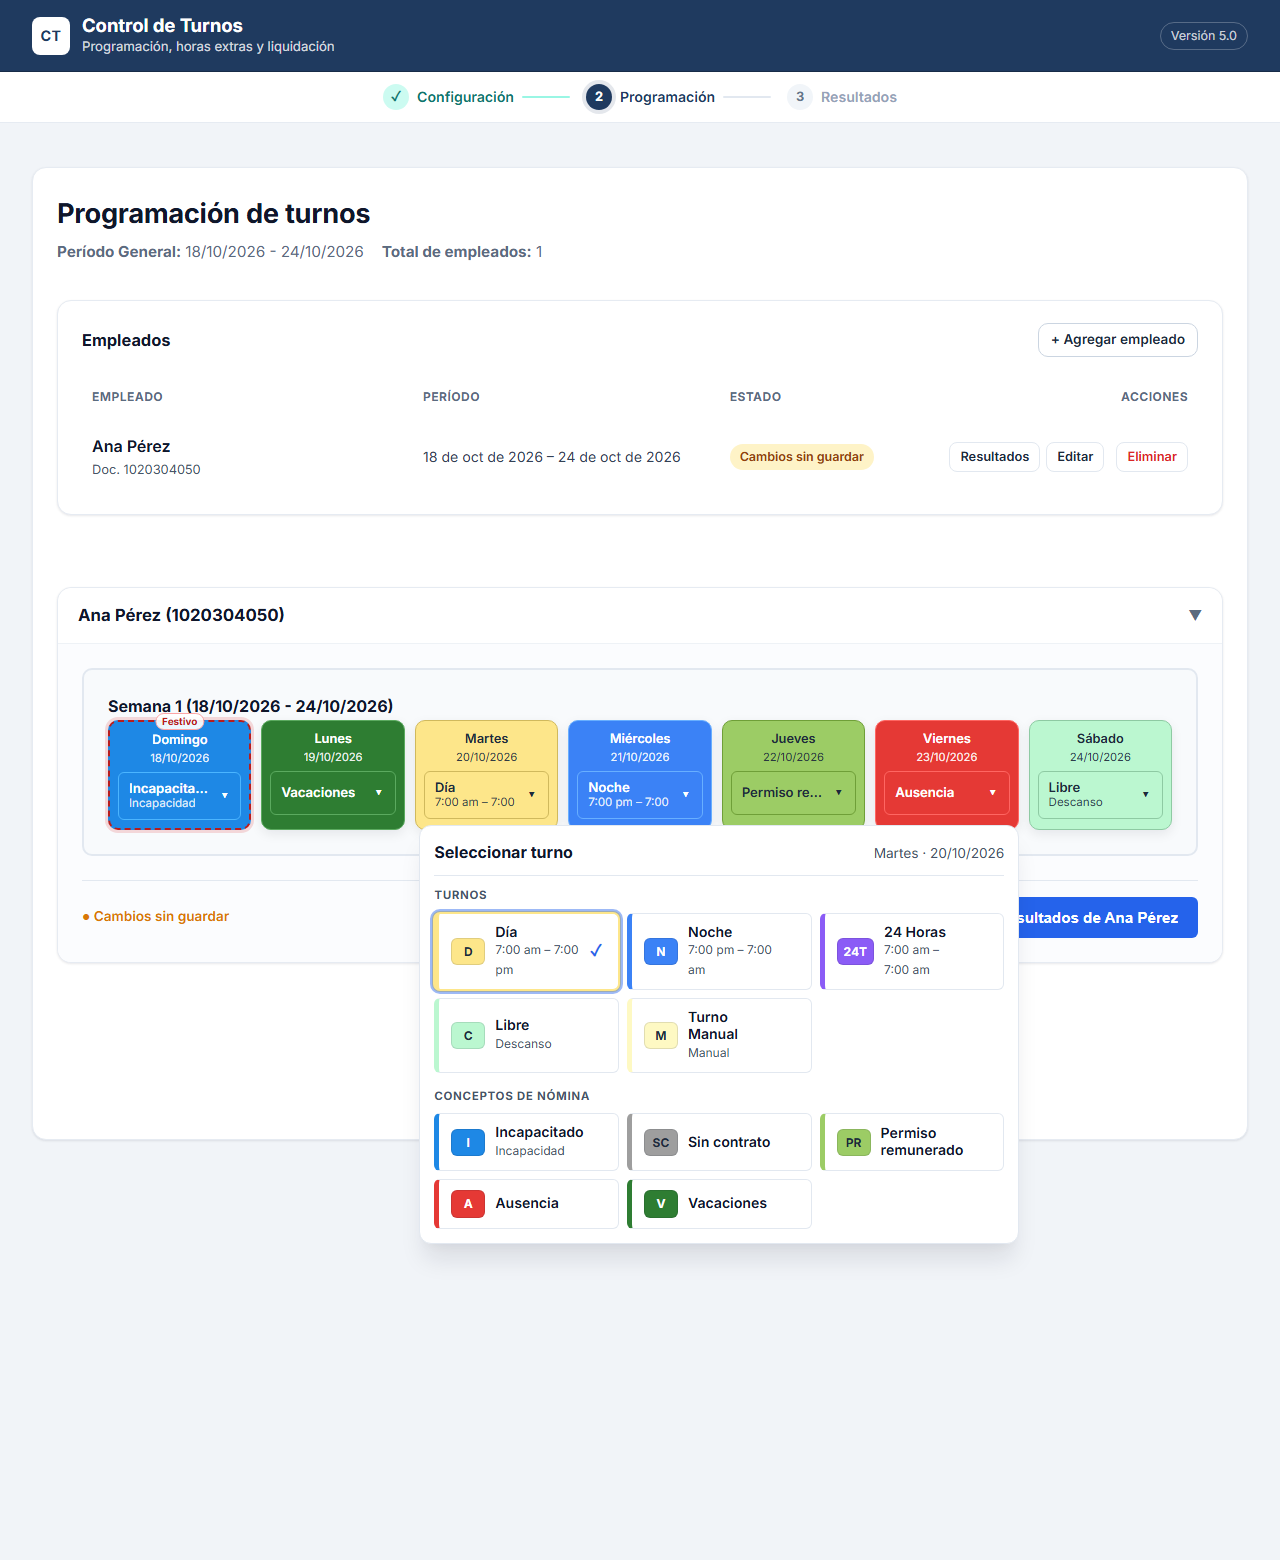 CT
Control de Turnos
Programación, horas extras y liquidación
Versión 5.0
✓ Configuración
2 Programación
3 Resultados
Programación de turnos
Período General: 18/10/2026 - 24/10/2026 Total de empleados: 1
Empleados
+ Agregar empleado
EMPLEADO PERÍODO ESTADO ACCIONES
Ana Pérez
Doc. 1020304050
18 de oct de 2026 – 24 de oct de 2026
Cambios sin guardar
Resultados Editar Eliminar
Ana Pérez (1020304050)
Semana 1 (18/10/2026 - 24/10/2026)
Festivo
Domingo
18/10/2026
Incapacita...
Incapacidad
Lunes
19/10/2026
Vacaciones
Martes
20/10/2026
Día
7:00 am – 7:00
Miércoles
21/10/2026
Noche
7:00 pm – 7:00
Jueves
22/10/2026
Permiso re...
Viernes
23/10/2026
Ausencia
Sábado
24/10/2026
Libre
Descanso
● Cambios sin guardar
sultados de Ana Pérez
Seleccionar turno
Martes · 20/10/2026
TURNOS
D
Día
7:00 am – 7:00
pm
✓
N
Noche
7:00 pm – 7:00
am
24T
24 Horas
7:00 am –
7:00 am
C
Libre
Descanso
M
Turno
Manual
Manual
CONCEPTOS DE NÓMINA
I
Incapacitado
Incapacidad
SC
Sin contrato
PR
Permiso
remunerado
A
Ausencia
V
Vacaciones